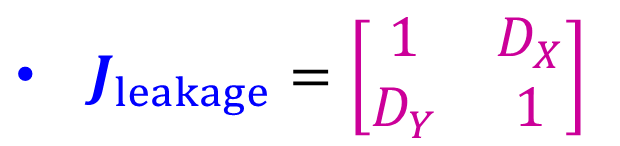 • J_leakage = [1 D_X
D_Y 1]